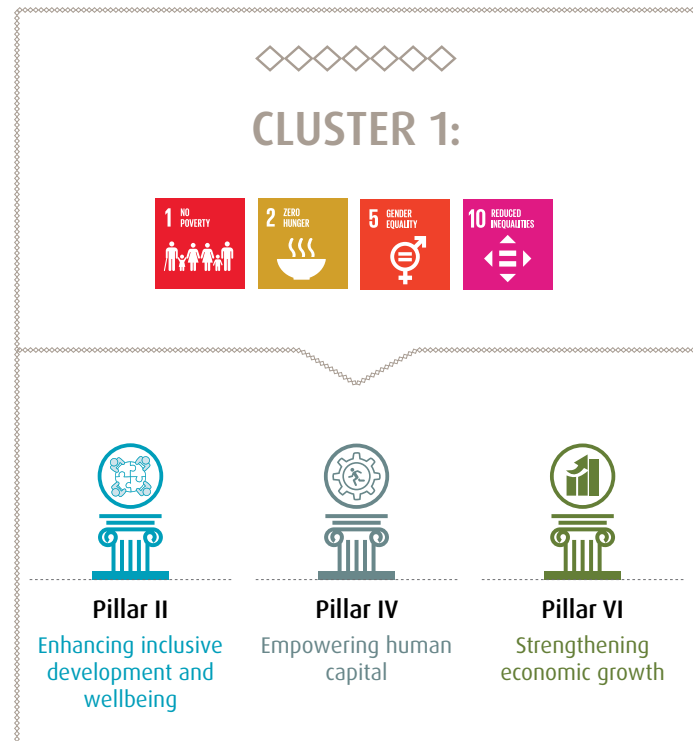 CLUSTER 1:
1 NO
POVERTY
2 ZERO
HUNGER
5 GENDER
EQUALITY
10 REDUCED
INEQUALITIES
Pillar II
Enhancing inclusive
development and
wellbeing
Pillar IV
Empowering human
capital
Pillar VI
Strengthening
economic growth